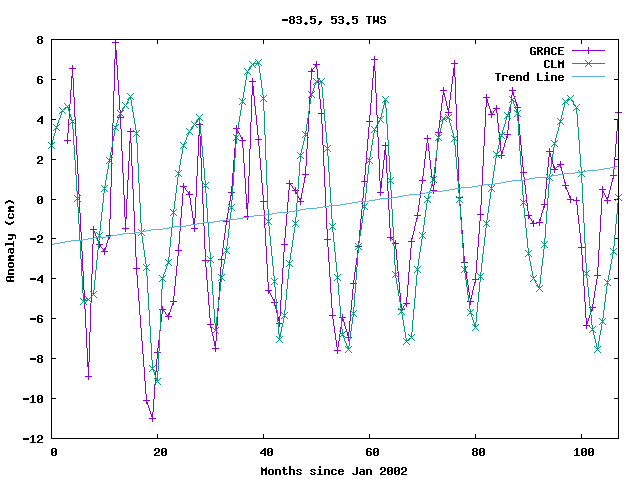 -83.5, 53.5 TWS
GRACE
CLM
Trend Line
8
6
4
2
0
-2
-4
-6
-8
-10
-12
Anomaly (cm)
0 20 40 60 80 100
Months since Jan 2002